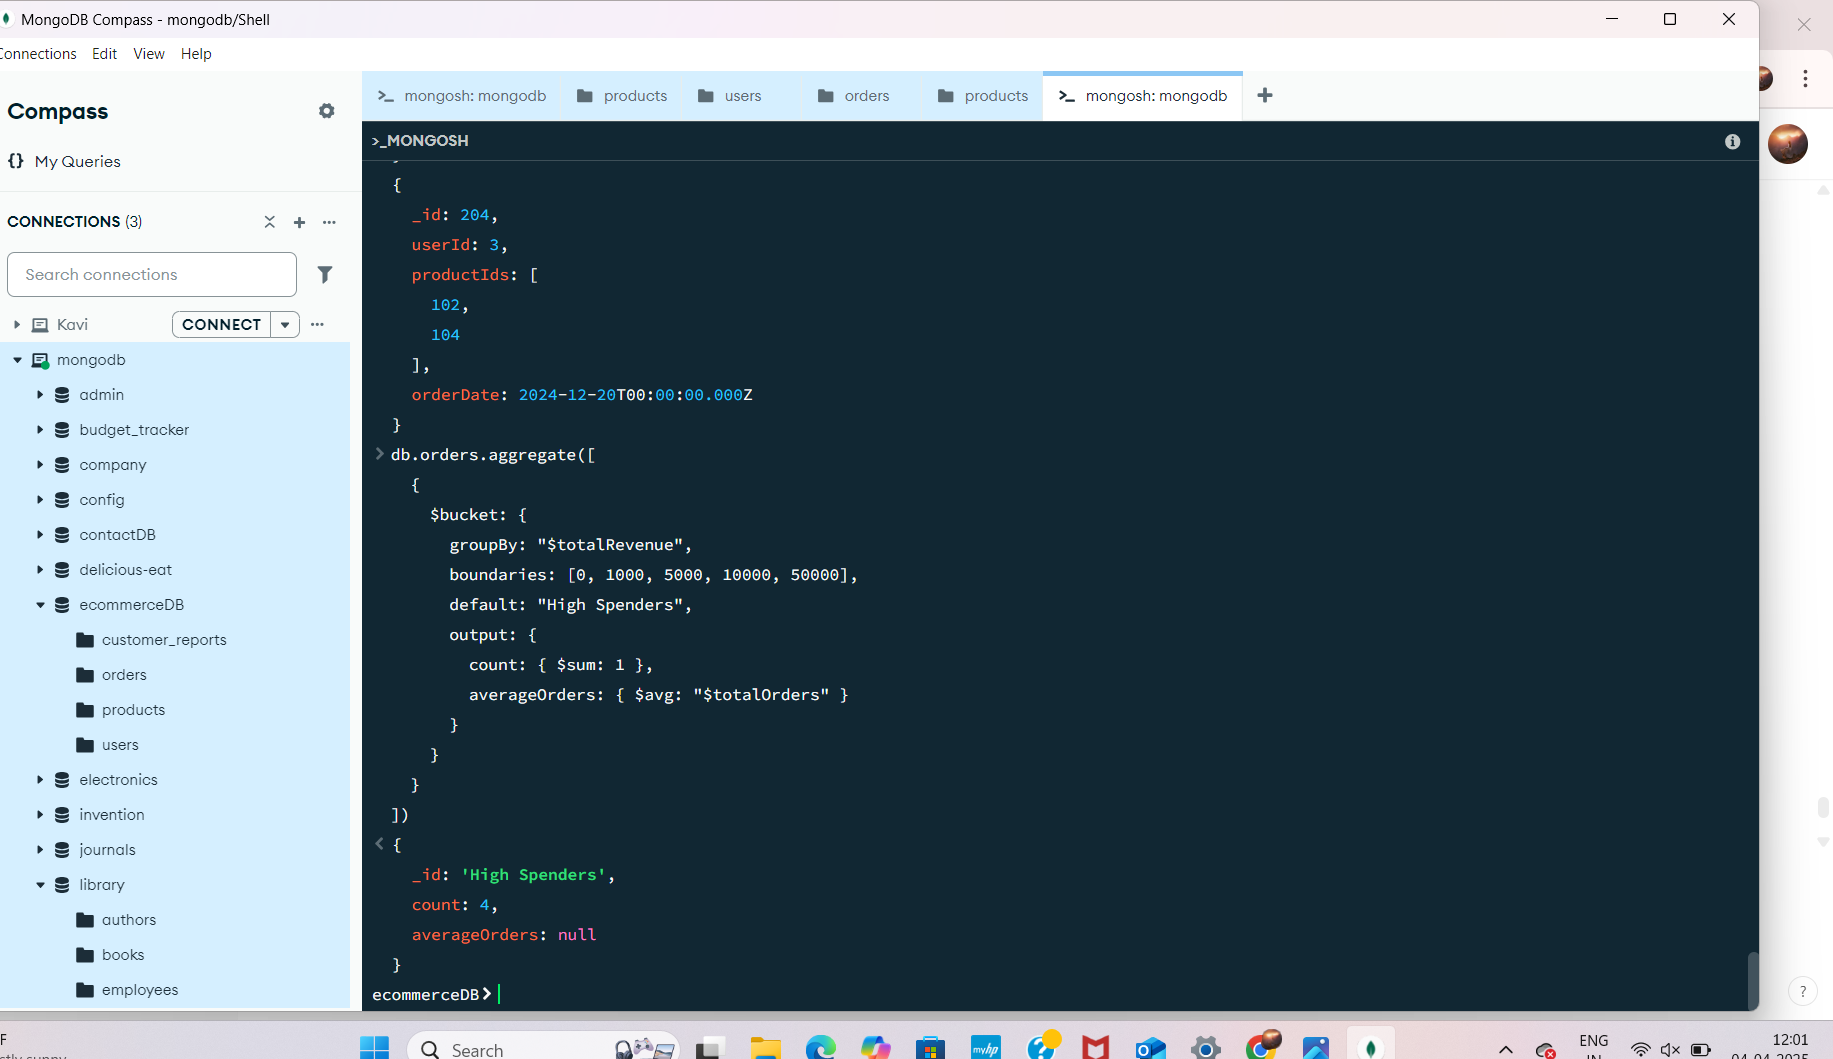 MongoDB Compass - mongodb/Shell
Connections Edit View Help
Compass
My Queries
CONNECTIONS (3)
Search connections
Kavi
CONNECT
mongodb
admin
budget_tracker
company
config
contactDB
delicious-eat
ecommerceDB
customer_reports
orders
products
users
electronics
invention
journals
library
authors
books
employees
>_ mongosh: mongodb products users orders products >_ mongosh: mongodb +
>_MONGOSH
{
_id: 204,
userId: 3,
productIds: [
102,
104
],
orderDate: 2024-12-20T00:00:00.000Z
}
> db.orders.aggregate([
{
$bucket: {
groupBy: "$totalRevenue",
boundaries: [0, 1000, 5000, 10000, 50000],
default: "High Spenders",
output: {
count: { $sum: 1 },
averageOrders: { $avg: "$totalOrders" }
}
}
}
])
< {
_id: 'High Spenders',
count: 4,
averageOrders: null
}
ecommerceDB>
?
Search
myhp
ENG
IN
12:01
04-04-2025